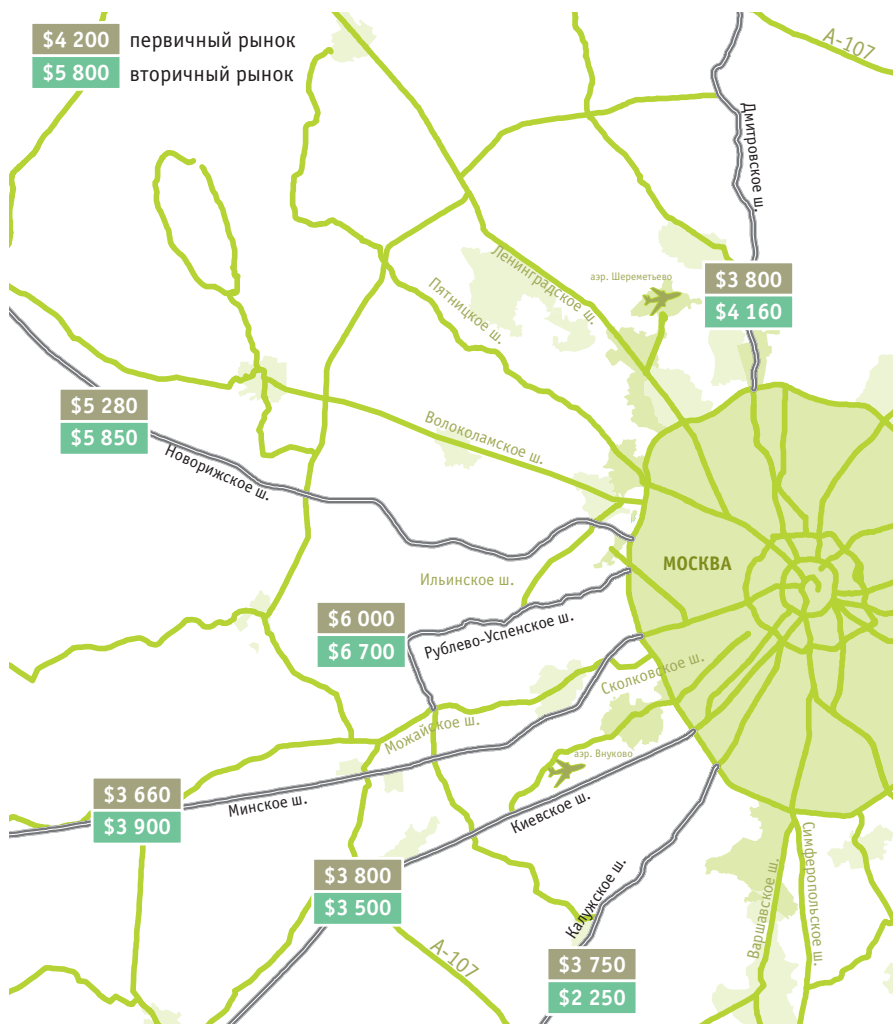 $4 200 первичный рынок
$5 800 вторичный рынок
А-107
Дмитровское ш.
Ленинградское ш.
аэр. Шереметьево
$3 800
$4 160
Пятницкое ш.
$5 280
$5 850
Волоколамское ш.
Новорижское ш.
МОСКВА
Ильинское ш.
$6 000
$6 700
Рублево-Успенское ш.
Сколковское ш.
Можайское ш.
аэр. Внуково
$3 660
$3 900
Минское ш.
Киевское ш.
$3 800
$3 500
Калужское ш.
Варшавское ш.
Симферопольское ш.
А-107
$3 750
$2 250